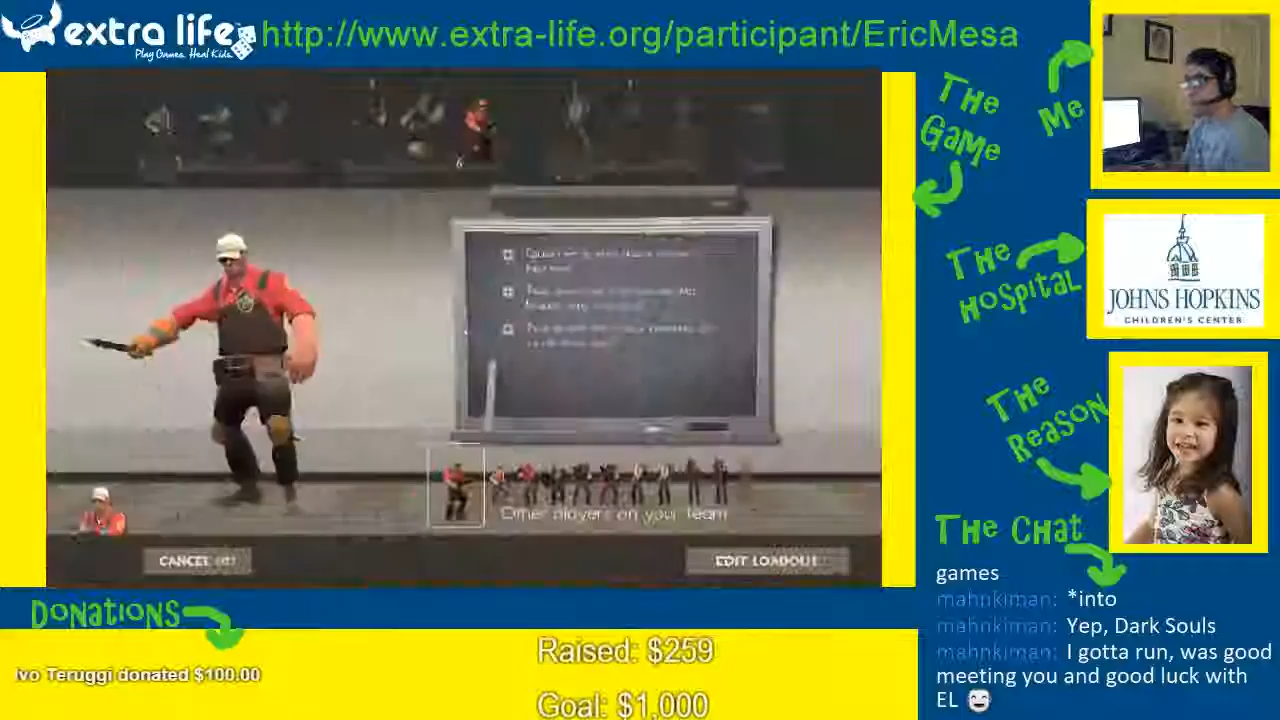 extra life
Play Games. Heal Kids.
http://www.extra-life.org/participant/EricMesa
THE GAME
Me
THE HOSPITAL
JOHNS HOPKINS
CHILDREN'S CENTER
THE REASON
6
Other players on your team
CANCEL
EDIT LOADOUT
THE CHAT
games
mahnkiman: *into
mahnkiman: Yep, Dark Souls
mahnkiman: I gotta run, was good
meeting you and good luck with
EL
DONATIONS
Ivo Teruggi donated $100.00
Raised: $259
Goal: $1,000